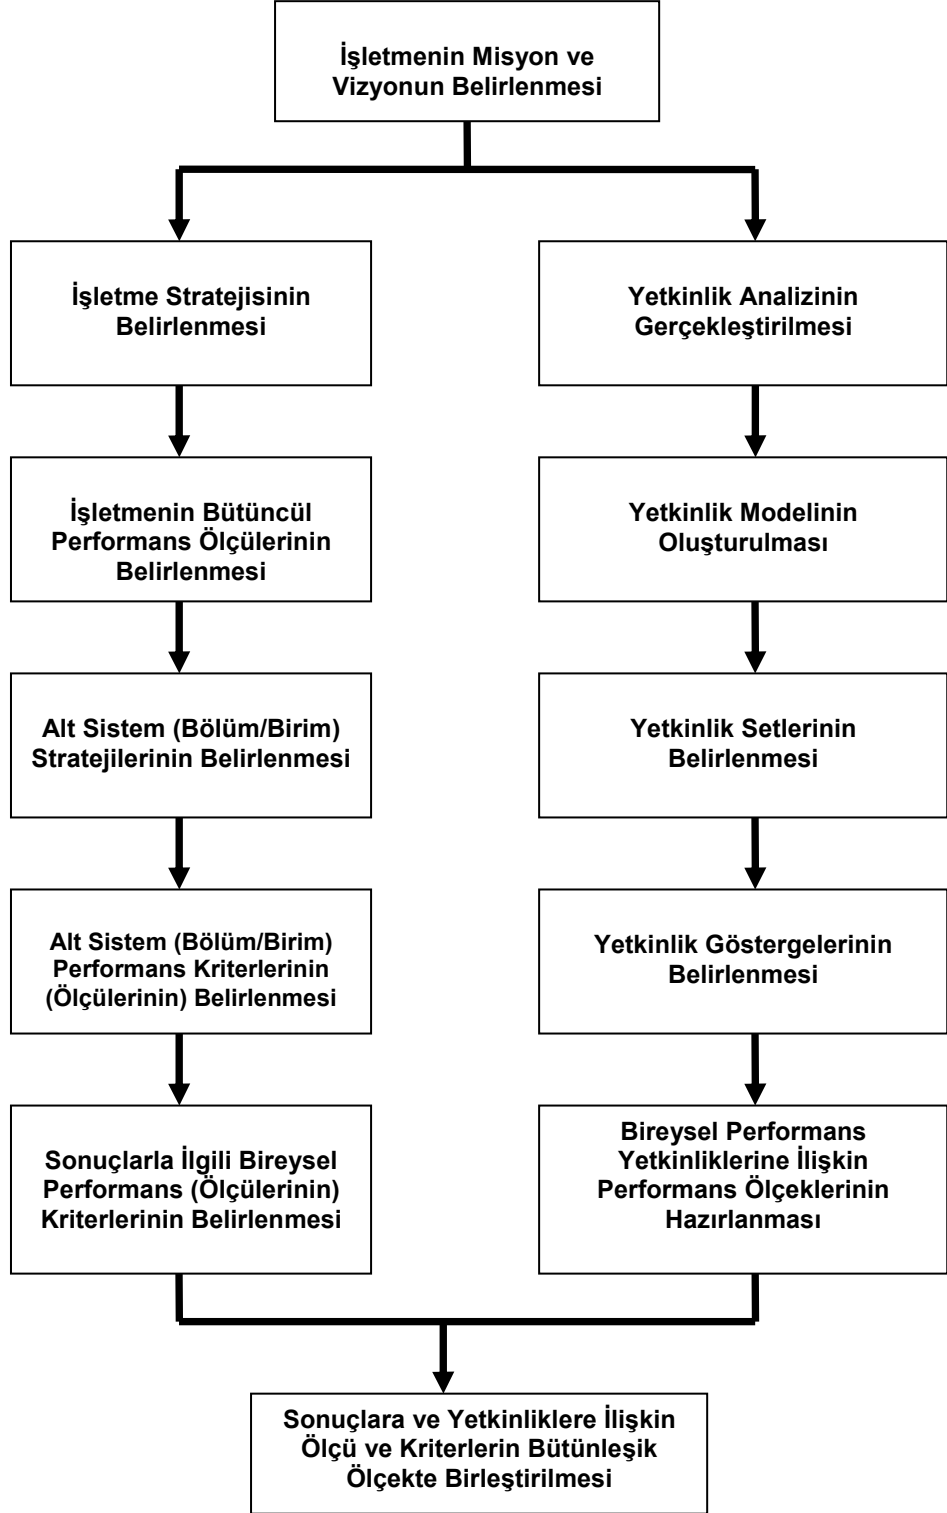 İşletmenin Misyon ve
Vizyonun Belirlenmesi
İşletme Stratejisinin
Belirlenmesi
Yetkinlik Analizinin
Gerçekleştirilmesi
İşletmenin Bütüncül
Performans Ölçülerinin
Belirlenmesi
Yetkinlik Modelinin
Oluşturulması
Alt Sistem (Bölüm/Birim)
Stratejilerinin Belirlenmesi
Yetkinlik Setlerinin
Belirlenmesi
Alt Sistem (Bölüm/Birim)
Performans Kriterlerinin
(Ölçülerinin) Belirlenmesi
Yetkinlik Göstergelerinin
Belirlenmesi
Sonuçlarla İlgili Bireysel
Performans (Ölçülerinin)
Kriterlerinin Belirlenmesi
Bireysel Performans
Yetkinliklerine İlişkin
Performans Ölçeklerinin
Hazırlanması
Sonuçlara ve Yetkinliklere İlişkin
Ölçü ve Kriterlerin Bütünleşik
Ölçekte Birleştirilmesi